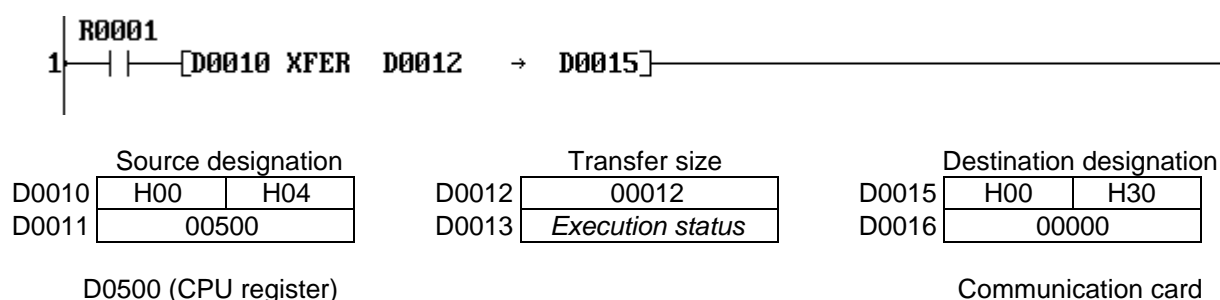 R0001
1 [D0010 XFER D0012 → D0015]
Source designation Transfer size Destination designation
D0010 H00 H04 D0012 00012 D0015 H00 H30
D0011 00500 D0013 Execution status D0016 00000
D0500 (CPU register) Communication card